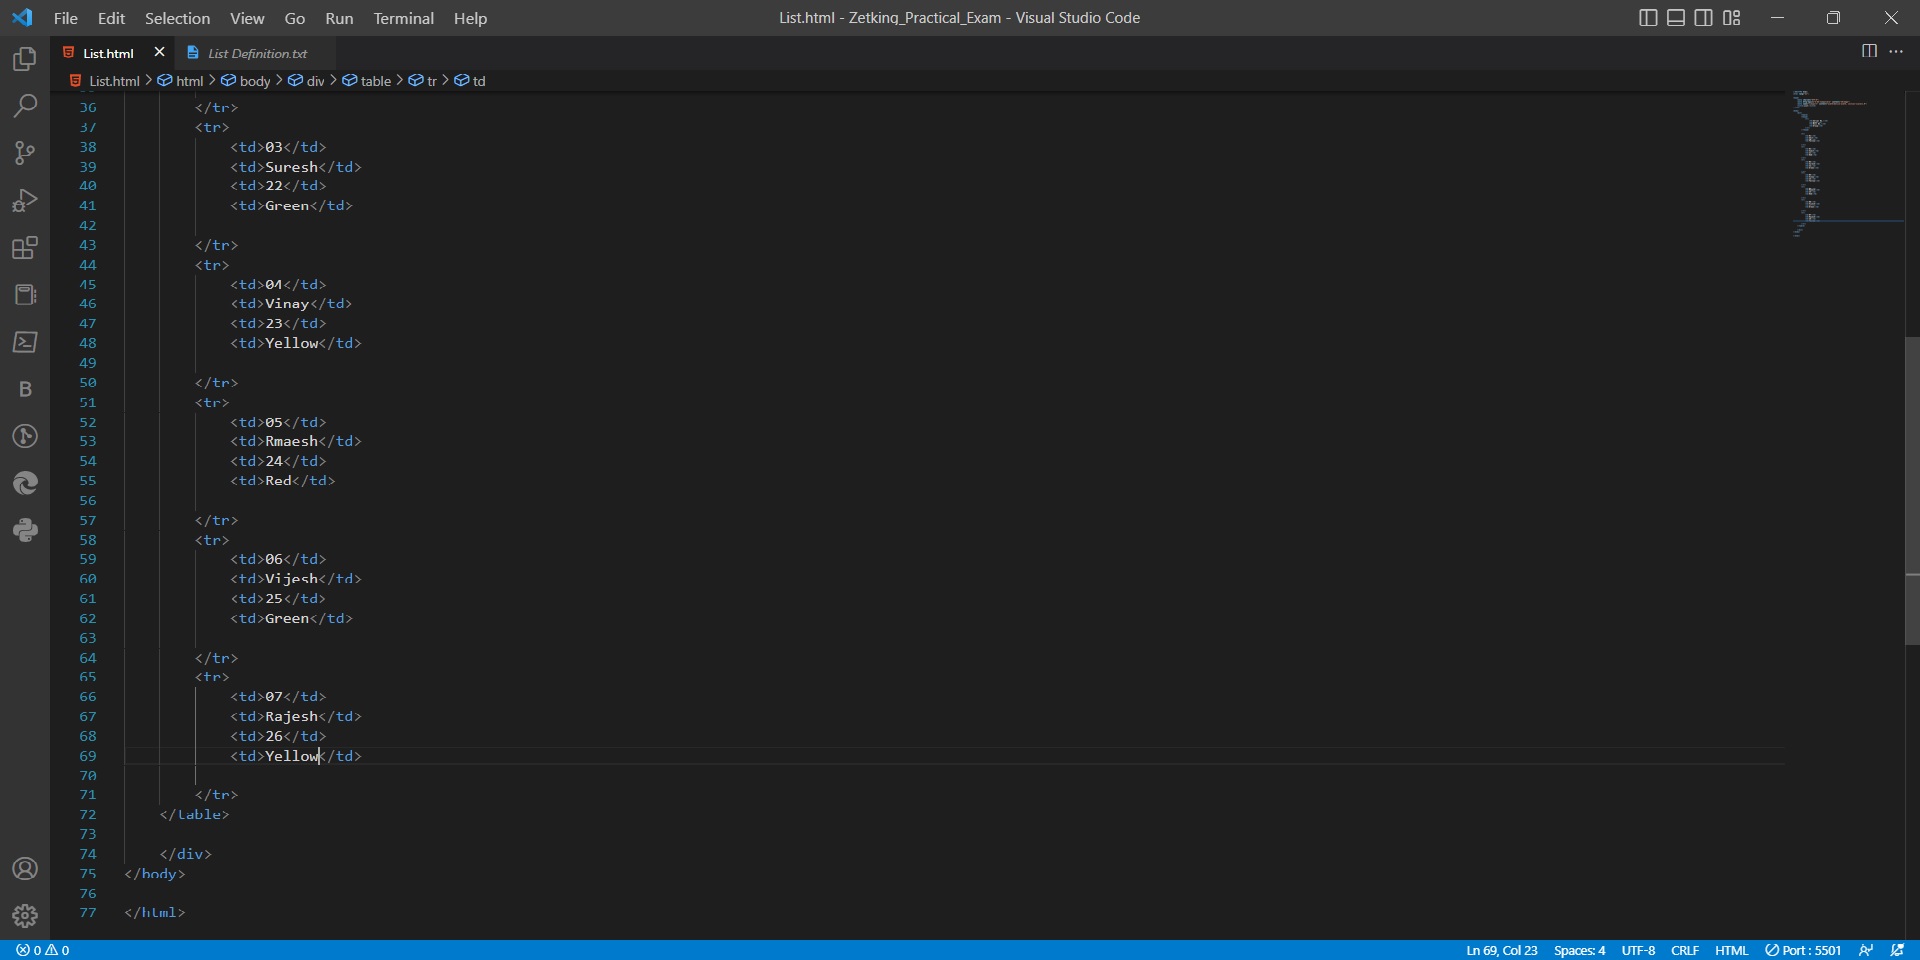 File Edit Selection View Go Run Terminal Help
List.html - Zetking_Practical_Exam - Visual Studio Code
List.html
List Definition.txt
List.html > html > body > div > table > tr > td
36 </tr>
37 <tr>
38 <td>03</td>
39 <td>Suresh</td>
40 <td>22</td>
41 <td>Green</td>
42
43 </tr>
44 <tr>
45 <td>04</td>
46 <td>Vinay</td>
47 <td>23</td>
48 <td>Yellow</td>
49
50 </tr>
51 <tr>
52 <td>05</td>
53 <td>Rmaesh</td>
54 <td>24</td>
55 <td>Red</td>
56
57 </tr>
58 <tr>
59 <td>06</td>
60 <td>Vijesh</td>
61 <td>25</td>
62 <td>Green</td>
63
64 </tr>
65 <tr>
66 <td>07</td>
67 <td>Rajesh</td>
68 <td>26</td>
69 <td>Yellow</td>
70
71 </tr>
72 </table>
73
74 </div>
75 </body>
76
77 </html>
B
0 0
Ln 69, Col 23 Spaces: 4 UTF-8 CRLF HTML Port : 5501